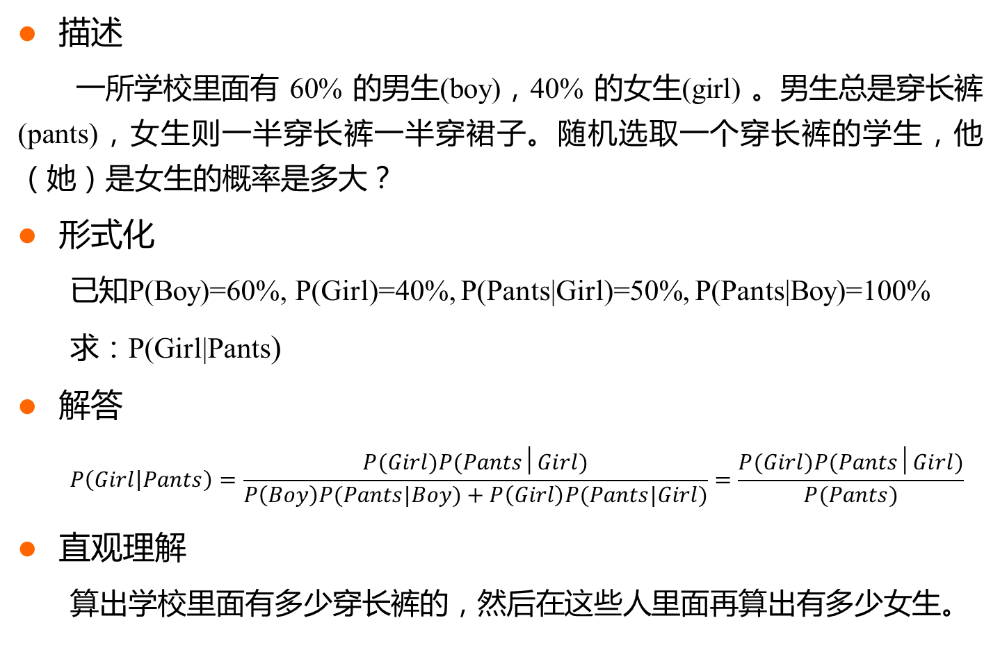 ● 描述
一所学校里面有 60% 的男生(boy)，40% 的女生(girl) 。男生总是穿长裤
(pants)，女生则一半穿长裤一半穿裙子。随机选取一个穿长裤的学生，他
（她）是女生的概率是多大？
● 形式化
已知P(Boy)=60%, P(Girl)=40%, P(Pants|Girl)=50%, P(Pants|Boy)=100%
求：P(Girl|Pants)
● 解答
P(Girl|Pants) = P(Girl)P(Pants│Girl) / P(Boy)P(Pants|Boy) + P(Girl)P(Pants|Girl) = P(Girl)P(Pants│Girl) / P(Pants)
● 直观理解
算出学校里面有多少穿长裤的，然后在这些人里面再算出有多少女生。